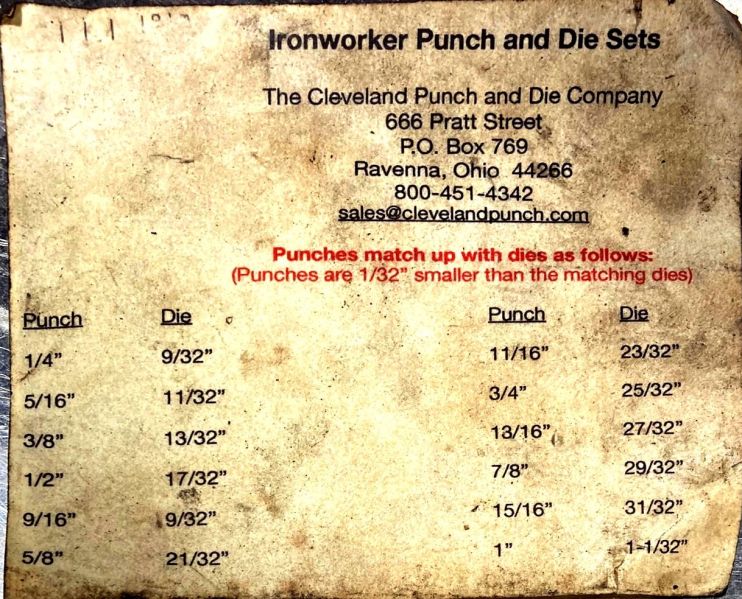 Ironworker Punch and Die Sets
The Cleveland Punch and Die Company
666 Pratt Street
P.O. Box 769
Ravenna, Ohio 44266
800-451-4342
sales@clevelandpunch.com
Punches match up with dies as follows:
(Punches are 1/32" smaller than the matching dies)
Punch Die
1/4" 9/32"
5/16" 11/32"
3/8" 13/32"
1/2" 17/32"
9/16" 9/32"
5/8" 21/32"
Punch Die
11/16" 23/32"
3/4" 25/32"
13/16" 27/32"
7/8" 29/32"
15/16" 31/32"
1" 1-1/32"